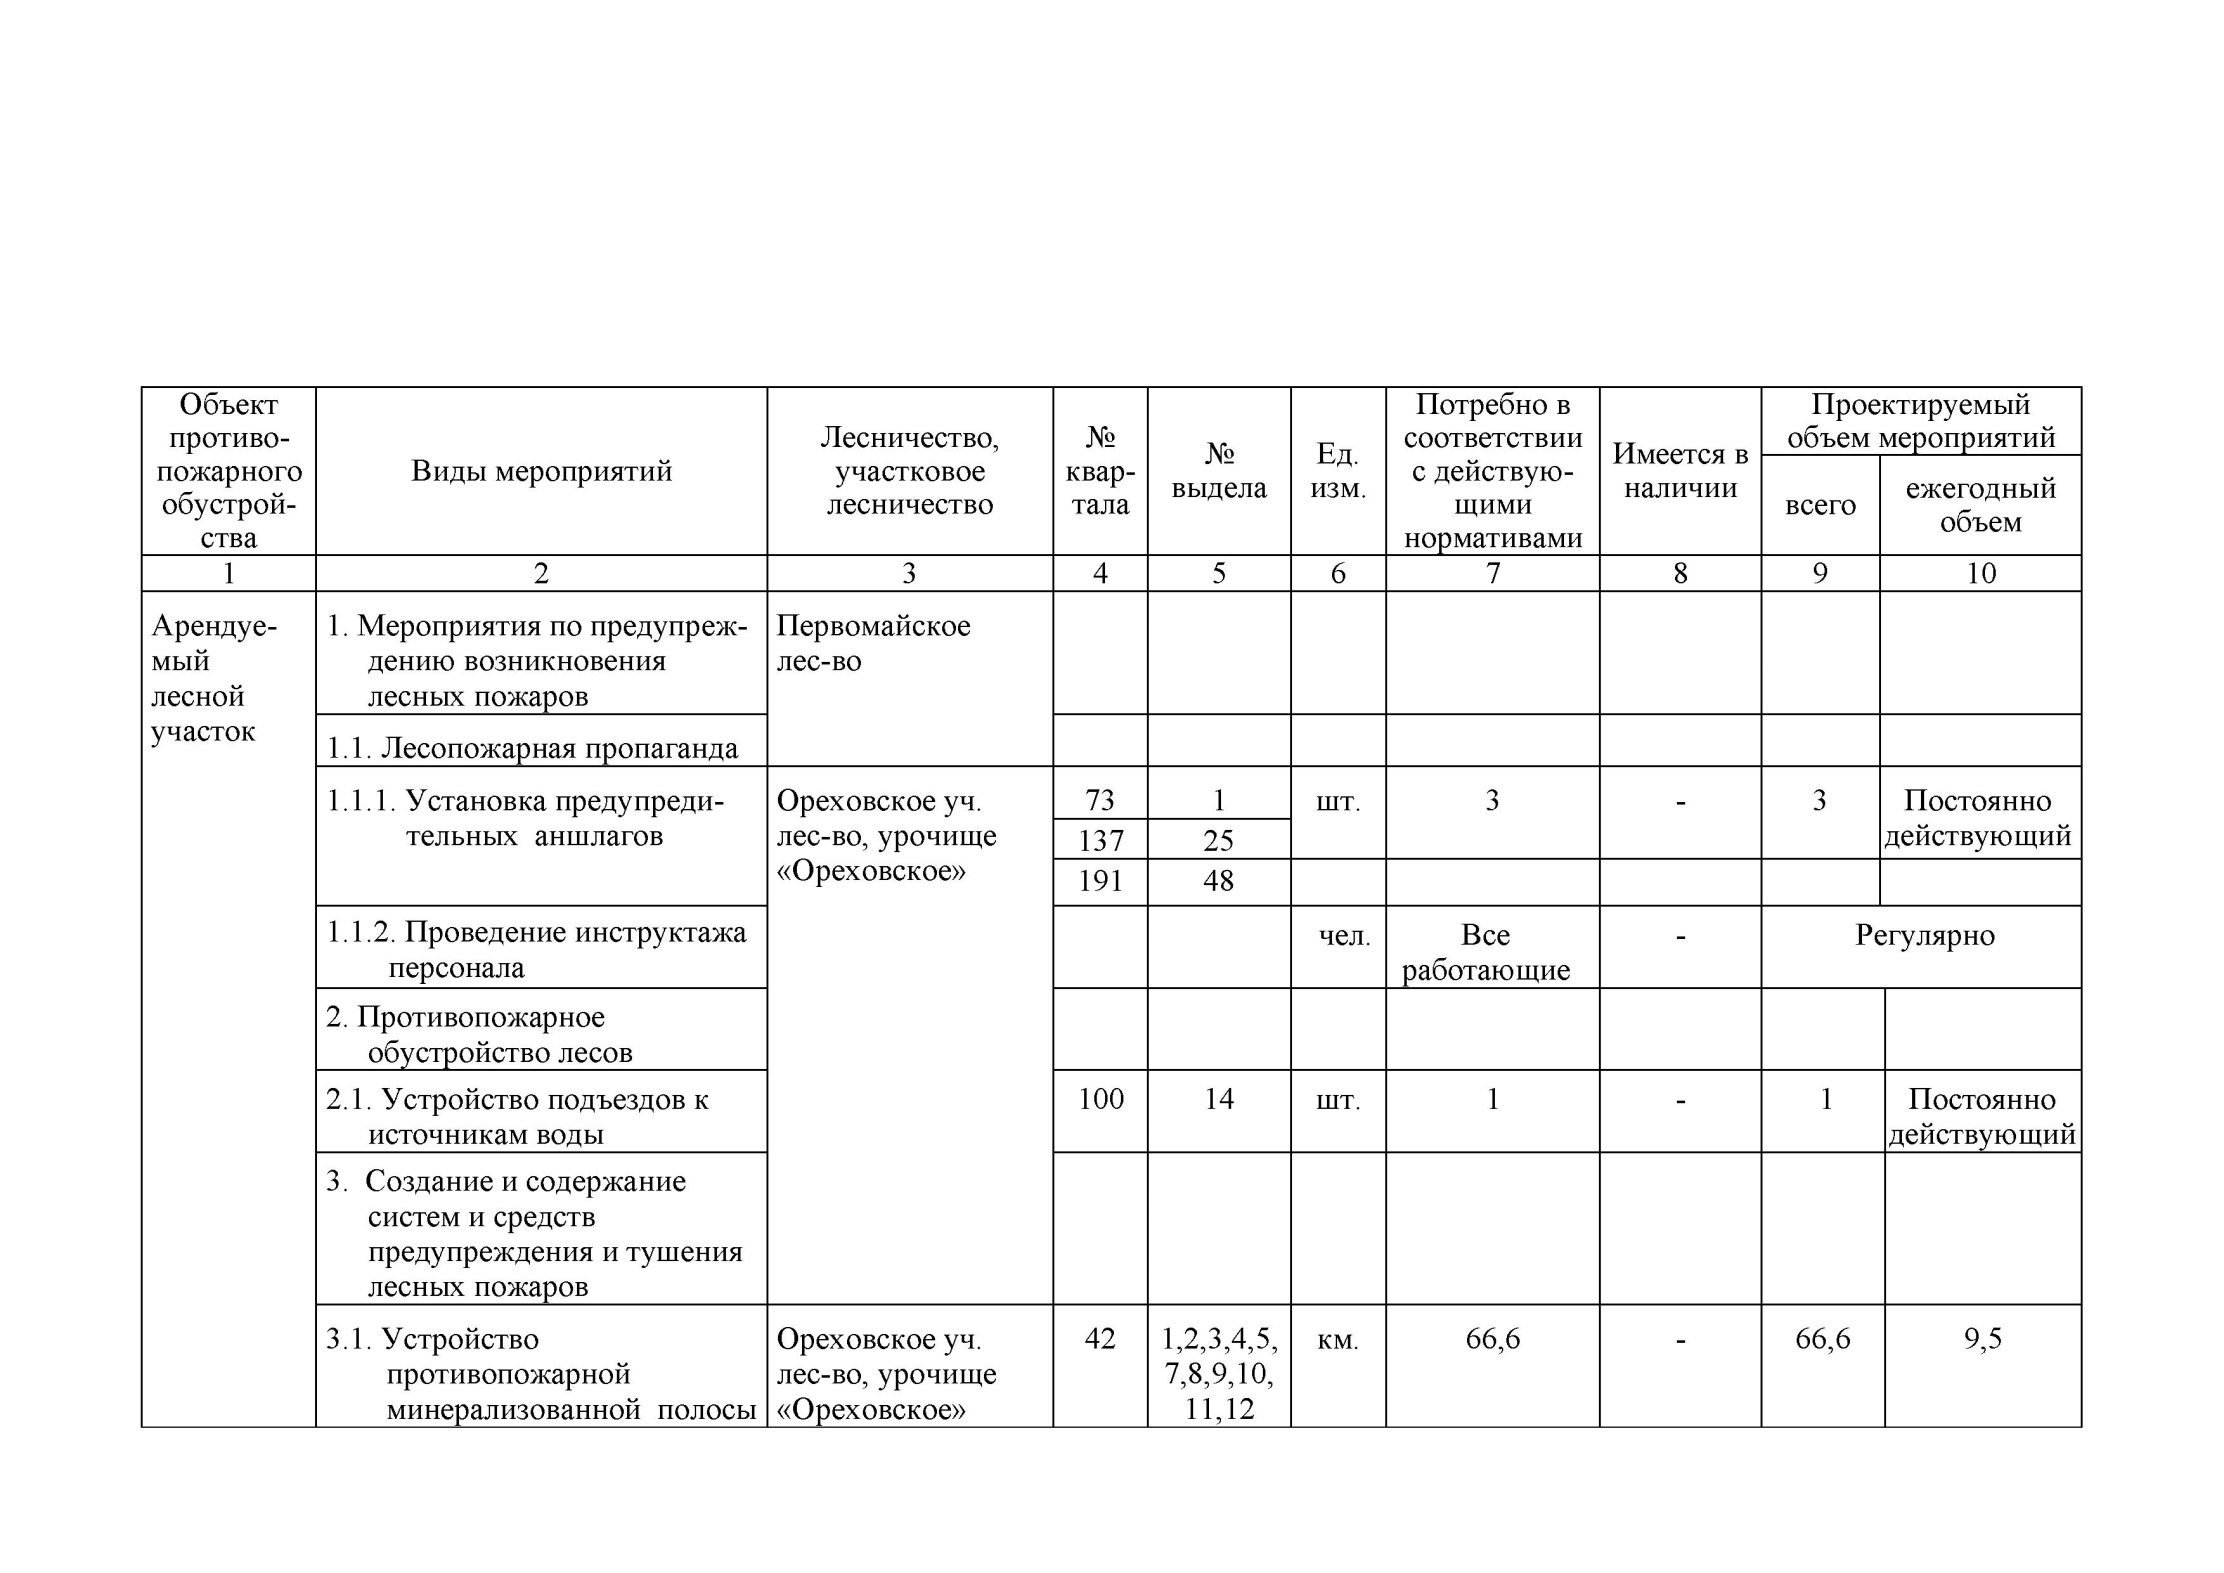 Объект
противо-
пожарного
обустрой-
ства
Виды мероприятий
Лесничество,
участковое
лесничество
№
квар-
тала
№
выдела
Ед.
изм.
Потребно в
соответствии
с действую-
щими
нормативами
Имеется в
наличии
Проектируемый
объем мероприятий
всего
ежегодный
объем
1 2 3 4 5 6 7 8 9 10
Арендуе-
мый
лесной
участок
1. Мероприятия по предупреж-
дению возникновения
лесных пожаров
Первомайское
лес-во
1.1. Лесопожарная пропаганда
1.1.1. Установка предупреди-
тельных аншлагов
Ореховское уч.
лес-во, урочище
«Ореховское»
73 1 шт. 3 - 3 Постоянно
действующий
137 25
191 48
1.1.2. Проведение инструктажа
персонала
чел. Все
работающие
- Регулярно
2. Противопожарное
обустройство лесов
2.1. Устройство подъездов к
источникам воды
100 14 шт. 1 - 1 Постоянно
действующий
3. Создание и содержание
систем и средств
предупреждения и тушения
лесных пожаров
3.1. Устройство
противопожарной
минерализованной полосы
Ореховское уч.
лес-во, урочище
«Ореховское»
42
1,2,3,4,5,
7,8,9,10,
11,12
км. 66,6 - 66,6 9,5